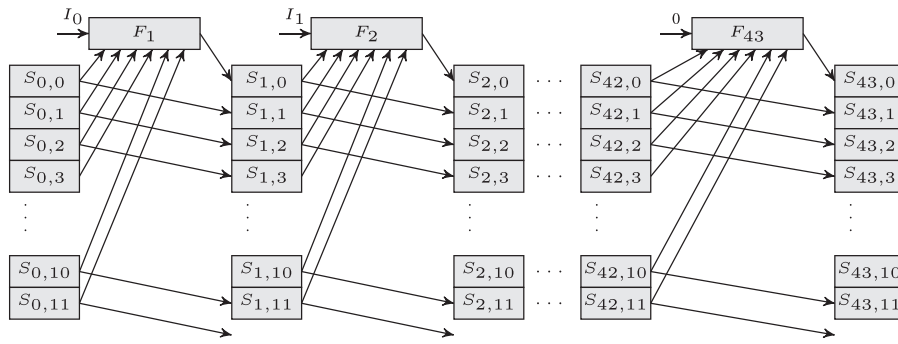 I₀ F₁ I₁ F₂ 0 F₄₃
S₀,₀ S₁,₀ S₂,₀ · · · S₄₂,₀ S₄₃,₀
S₀,₁ S₁,₁ S₂,₁ · · · S₄₂,₁ S₄₃,₁
S₀,₂ S₁,₂ S₂,₂ · · · S₄₂,₂ S₄₃,₂
S₀,₃ S₁,₃ S₂,₃ · · · S₄₂,₃ S₄₃,₃
S₀,₁₀ S₁,₁₀ S₂,₁₀ · · · S₄₂,₁₀ S₄₃,₁₀
S₀,₁₁ S₁,₁₁ S₂,₁₁ · · · S₄₂,₁₁ S₄₃,₁₁